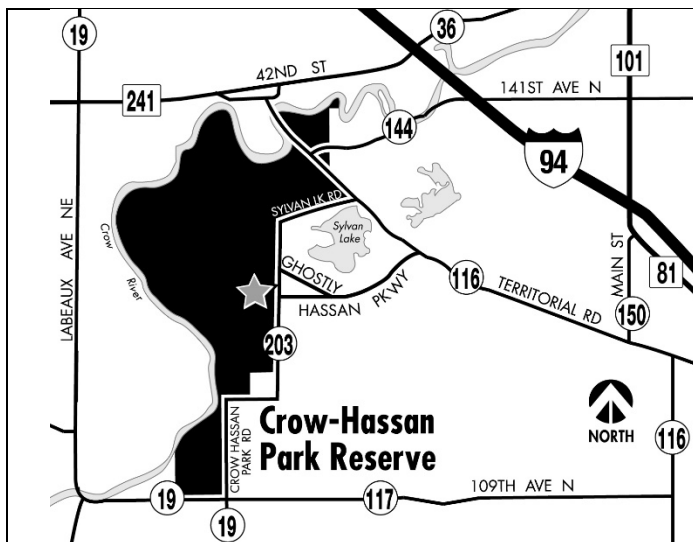 19
36
101
42ND ST
241
141ST AVE N
144
94
LABEAUX AVE NE
SYLVAN LK RD
Sylvan
Lake
Crow
River
GHOSTLY
HASSAN PKWY
116
TERRITORIAL RD
MAIN ST
81
150
203
Crow-Hassan
Park Reserve
CROW HASSAN
PARK RD
NORTH
116
19
117
109TH AVE N
19